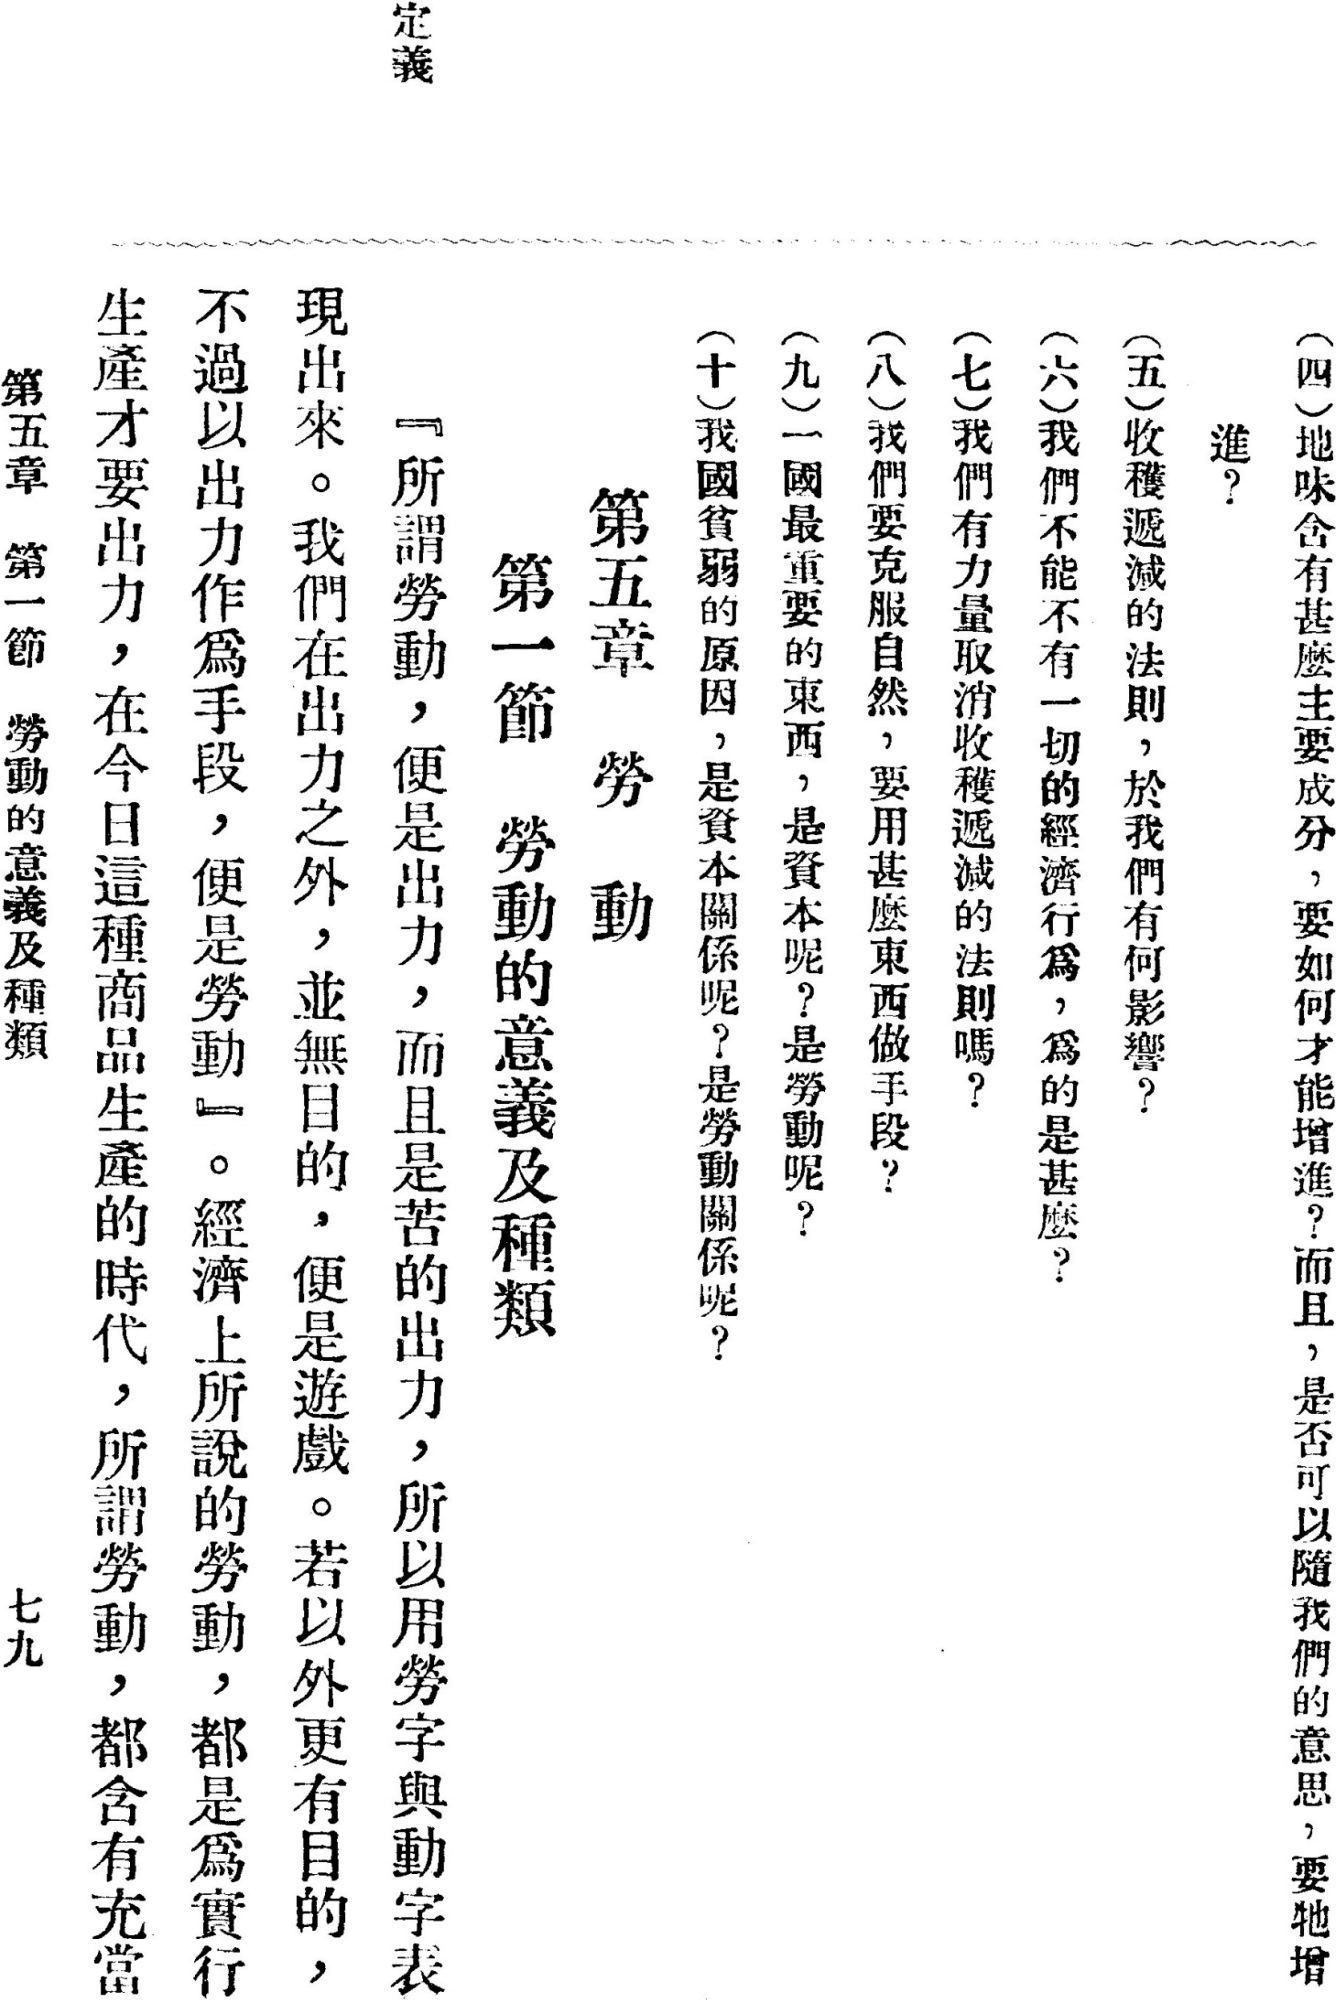 （四）地味含有甚麽主要成分，要如何才能增進？而且，是否可以隨我們的意思，要牠增
進？
（五）收穫遞減的法則，於我們有何影響？
（六）我們不能不有一切的經濟行爲，爲的是甚麽？
（七）我們有力量取消收穫遞減的法則嗎？
（八）我們要克服自然，要用甚麽東西做手段？
（九）一國最重要的東西，是資本呢？是勞動呢？
（十）我國貧弱的原因，是資本關係呢？是勞動關係呢？
第五章　勞　動
第一節　勞動的意義及種類
定義
『所謂勞動，便是出力，而且是苦的出力，所以用勞字與動字表
現出來。我們在出力之外，並無目的，便是遊戲。若以外更有目的，
不過以出力作爲手段，便是勞動』。經濟上所說的勞動，都是爲實行
生產才要出力，在今日這種商品生產的時代，所謂勞動，都含有充當
第五章　第一節　勞動的意義及種類
七九